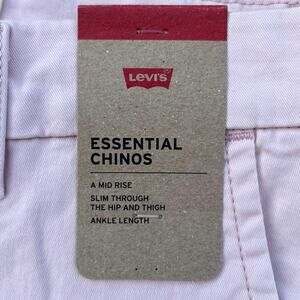 LEVI'S
ESSENTIAL
CHINOS
A MID RISE
SLIM THROUGH
THE HIP AND THIGH
ANKLE LENGTH